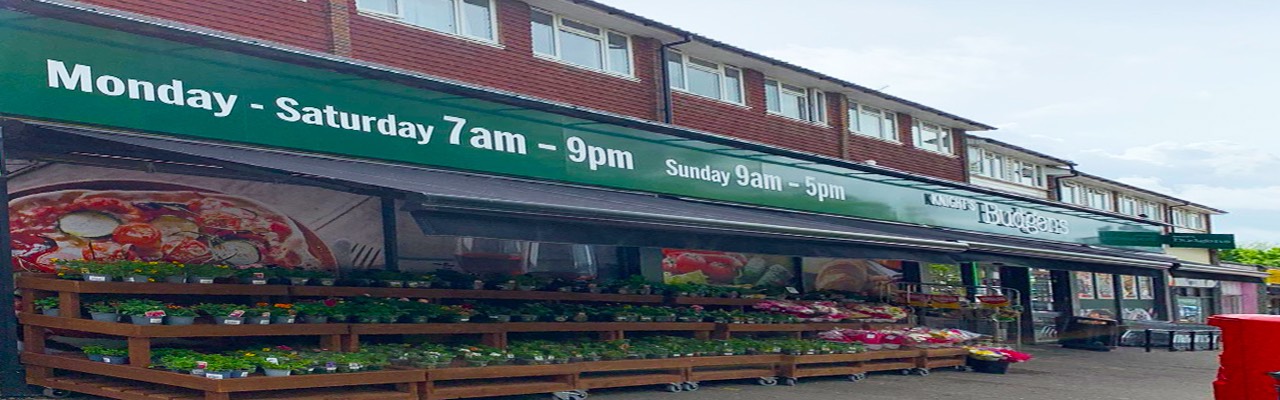 Monday - Saturday 7am – 9pm
Sunday 9am – 5pm
KNIGHT'S
Budgens